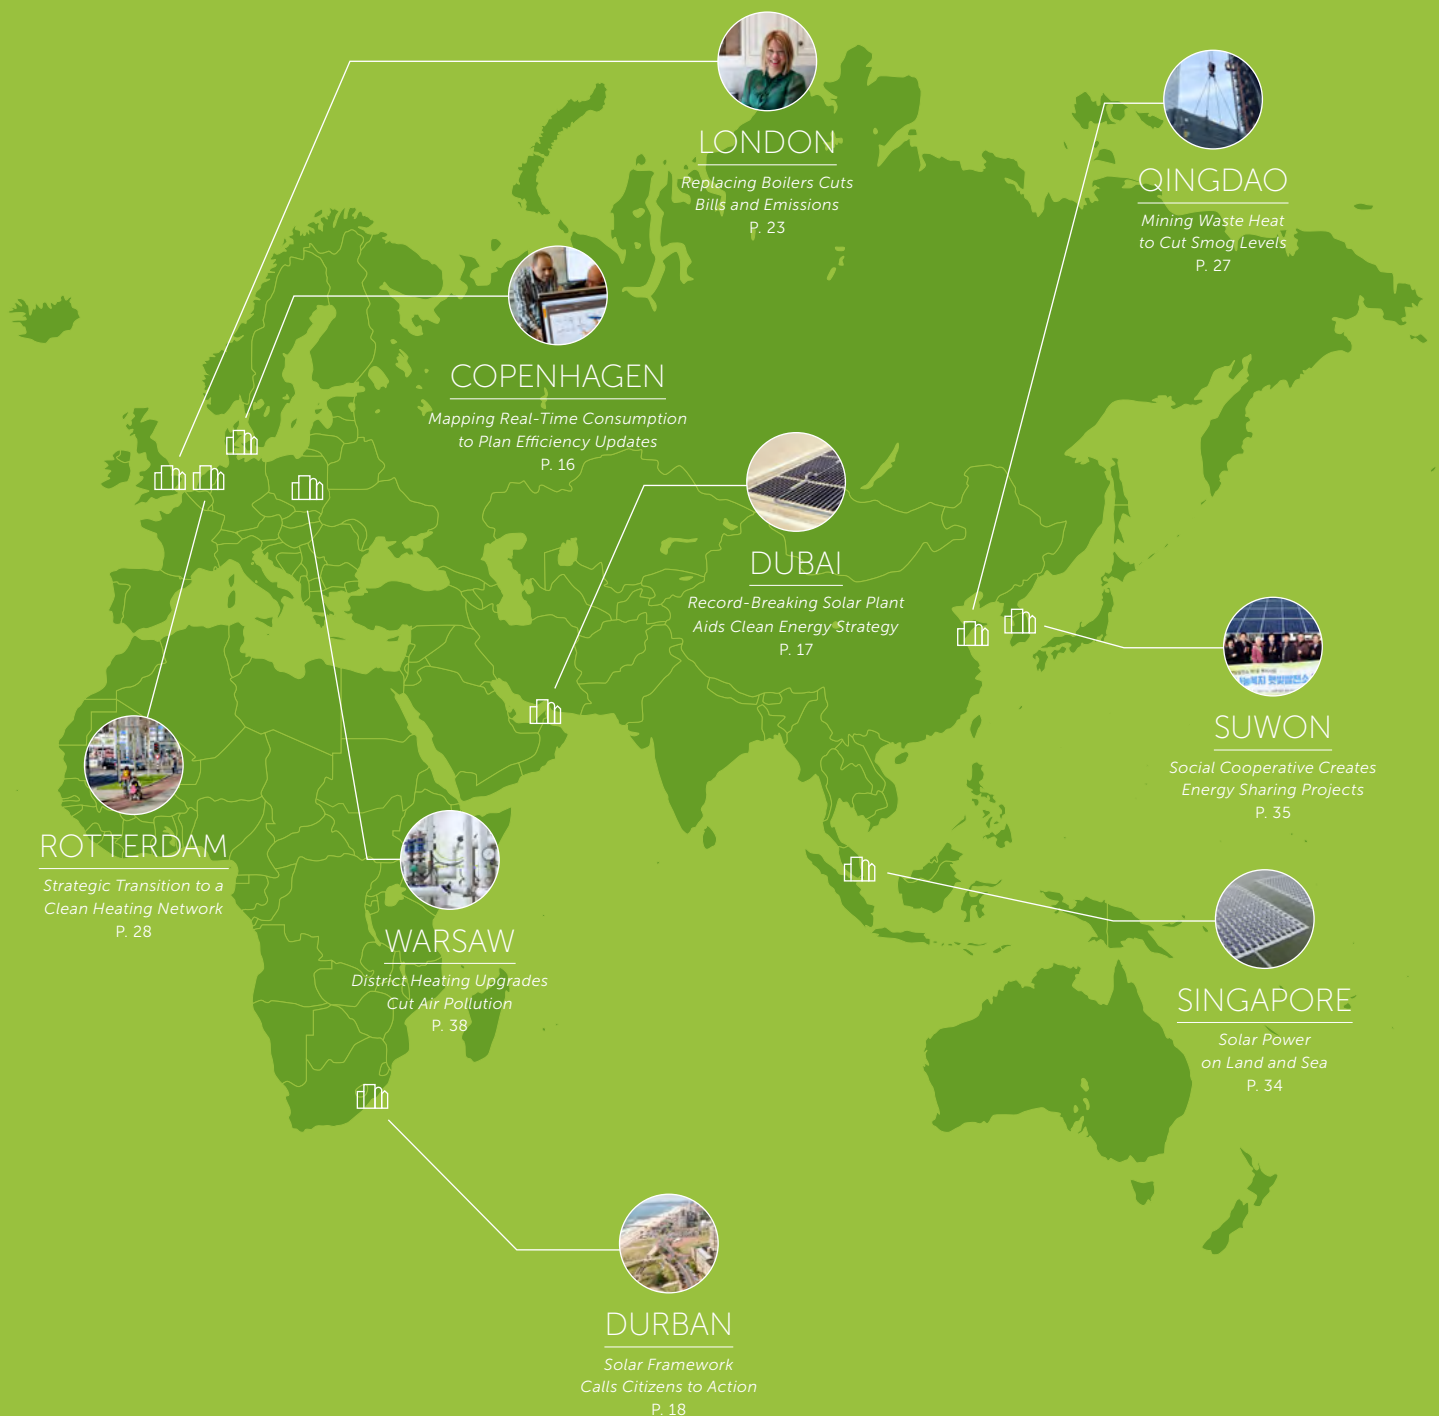 LONDON
Replacing Boilers Cuts
Bills and Emissions
P. 23
QINGDAO
Mining Waste Heat
to Cut Smog Levels
P. 27
COPENHAGEN
Mapping Real-Time Consumption
to Plan Efficiency Updates
P. 16
DUBAI
Record-Breaking Solar Plant
Aids Clean Energy Strategy
P. 17
SUWON
Social Cooperative Creates
Energy Sharing Projects
P. 35
ROTTERDAM
Strategic Transition to a
Clean Heating Network
P. 28
WARSAW
District Heating Upgrades
Cut Air Pollution
P. 38
SINGAPORE
Solar Power
on Land and Sea
P. 34
DURBAN
Solar Framework
Calls Citizens to Action
P. 18